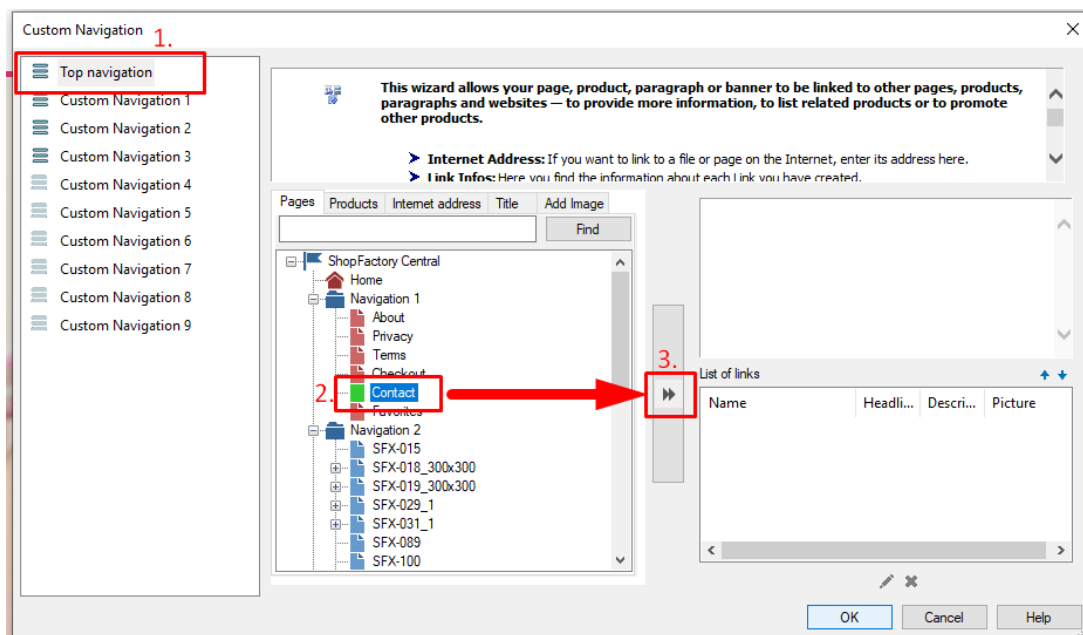 Custom Navigation
1.
Top navigation
Custom Navigation 1
Custom Navigation 2
Custom Navigation 3
Custom Navigation 4
Custom Navigation 5
Custom Navigation 6
Custom Navigation 7
Custom Navigation 8
Custom Navigation 9
This wizard allows your page, product, paragraph or banner to be linked to other pages, products,
paragraphs and websites — to provide more information, to list related products or to promote
other products.
Internet Address: If you want to link to a file or page on the Internet, enter its address here.
Link Infos: Here you find the information about each Link you have created.
Pages Products Internet address Title Add Image
Find
ShopFactory Central
Home
Navigation 1
About
Privacy
Terms
Checkout
2. Contact
Favorites
Navigation 2
SFX-015
SFX-018_300x300
SFX-019_300x300
SFX-029_1
SFX-031_1
SFX-089
SFX-100
3.
List of links
Name Headli... Descri... Picture
OK Cancel Help